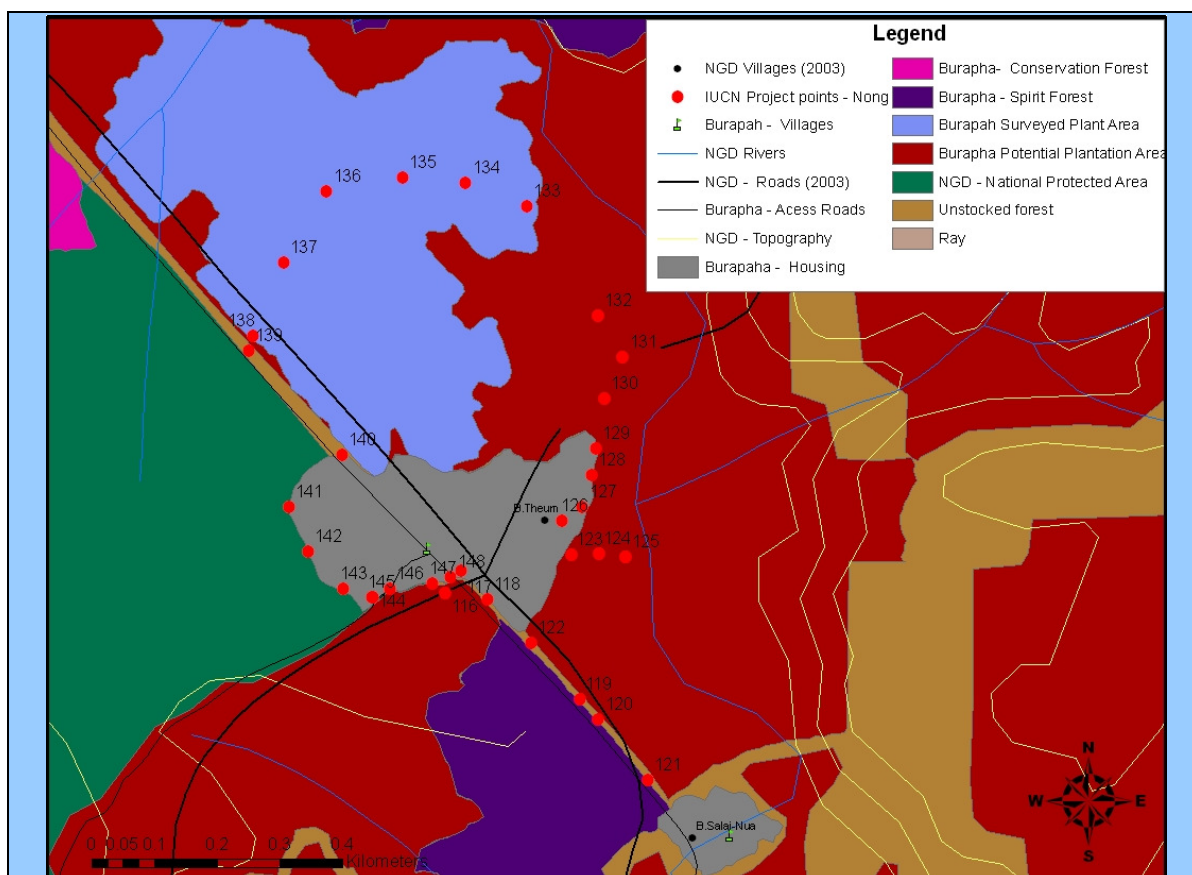 Legend
NGD Villages (2003)
IUCN Project points - Nong
Burapah - Villages
NGD Rivers
NGD - Roads (2003)
Burapha - Acess Roads
NGD - Topography
Burapaha - Housing
Burapha- Conservation Forest
Burapha - Spirit Forest
Burapah Surveyed Plant Area
Burapha Potential Plantation Area
NGD - National Protected Area
Unstocked forest
Ray
136
135
134
133
137
132
138
139
131
130
140
129
128
127
141
B.Theum
126
142
123
124
125
143
145
146
147
148
144
117
118
116
122
119
120
121
B.Salai-Nua
N
W
E
S
0
0.05
0.1
0.2
0.3
0.4
Kilometers